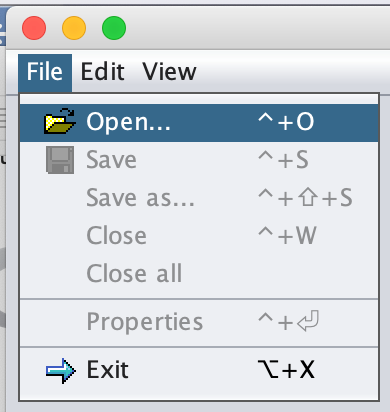 File Edit View
Open... ^+O
Save ^+S
Save as... ^+⇧+S
Close ^+W
Close all
Properties ^+⏎
Exit ⌥+X